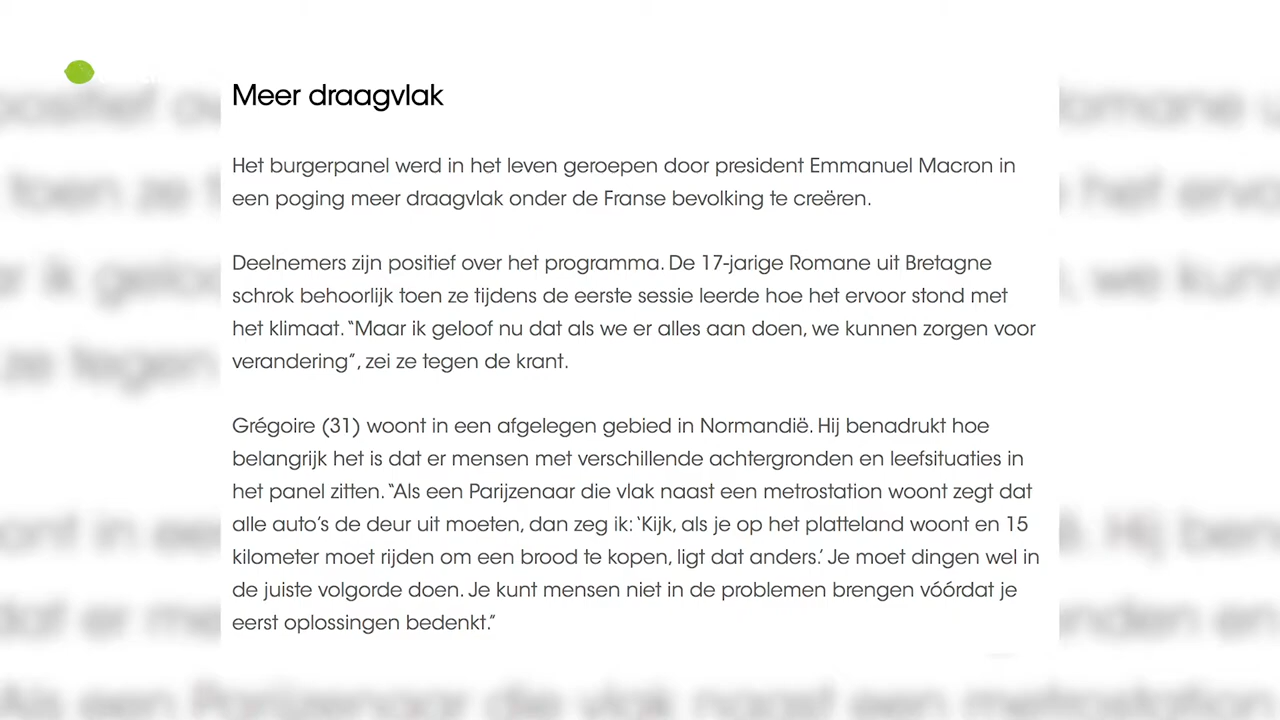 Meer draagvlak
Het burgerpanel werd in het leven geroepen door president Emmanuel Macron in
een poging meer draagvlak onder de Franse bevolking te creëren.
Deelnemers zijn positief over het programma. De 17-jarige Romane uit Bretagne
schrok behoorlijk toen ze tijdens de eerste sessie leerde hoe het ervoor stond met
het klimaat. “Maar ik geloof nu dat als we er alles aan doen, we kunnen zorgen voor
verandering”, zei ze tegen de krant.
Grégoire (31) woont in een afgelegen gebied in Normandië. Hij benadrukt hoe
belangrijk het is dat er mensen met verschillende achtergronden en leefsituaties in
het panel zitten. “Als een Parijzenaar die vlak naast een metrostation woont zegt dat
alle auto’s de deur uit moeten, dan zeg ik: ‘Kijk, als je op het platteland woont en 15
kilometer moet rijden om een brood te kopen, ligt dat anders.’ Je moet dingen wel in
de juiste volgorde doen. Je kunt mensen niet in de problemen brengen vóórdat je
eerst oplossingen bedenkt.”